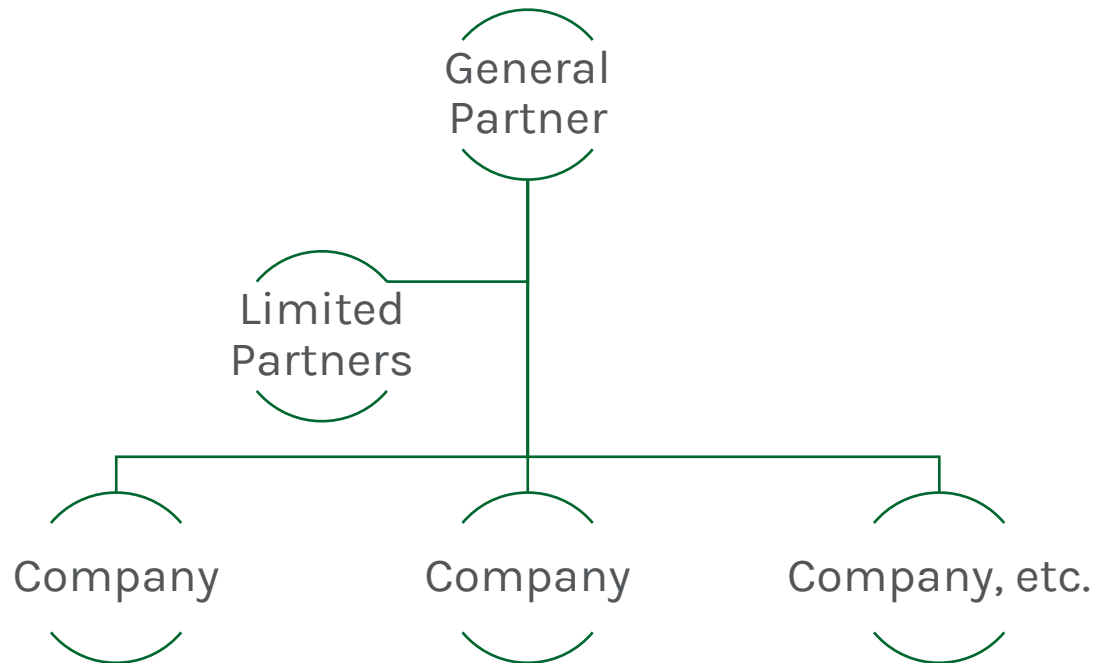 General
Partner
Limited
Partners
Company
Company
Company, etc.